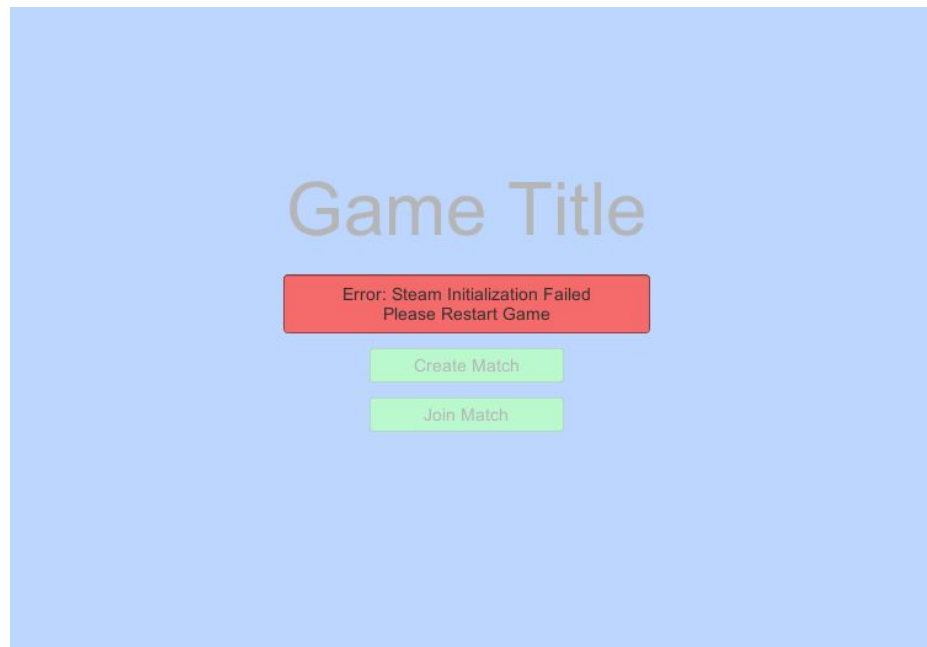 Game Title
Error: Steam Initialization Failed
Please Restart Game
Create Match
Join Match